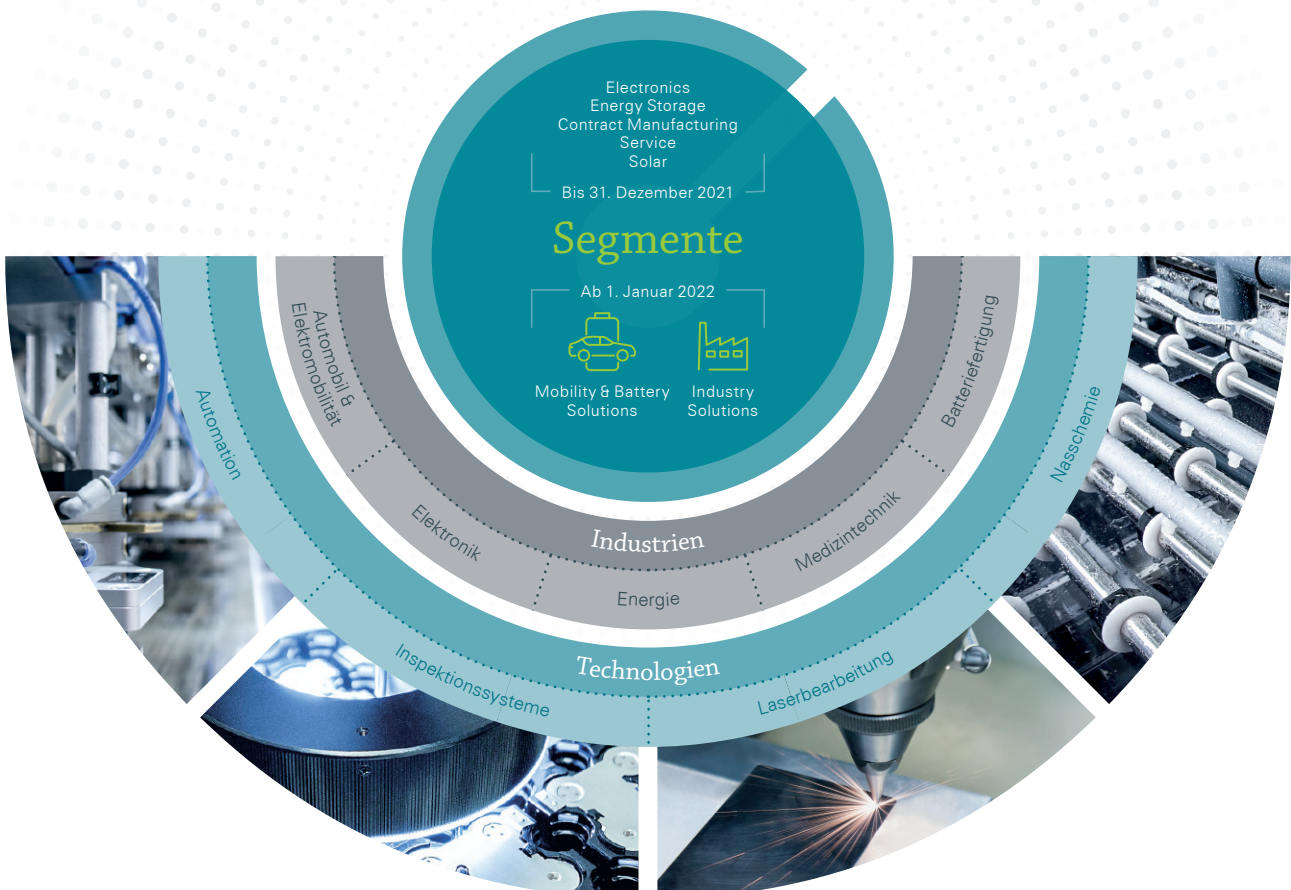 Electronics
Energy Storage
Contract Manufacturing
Service
Solar
Bis 31. Dezember 2021
Segmente
Ab 1. Januar 2022
Mobility & Battery
Solutions
Industry
Solutions
Industrien
Automobil &
Elektromobilität
Elektronik
Energie
Medizintechnik
Batteriefertigung
Technologien
Automation
Inspektionssysteme
Laserbearbeitung
Nasschemie